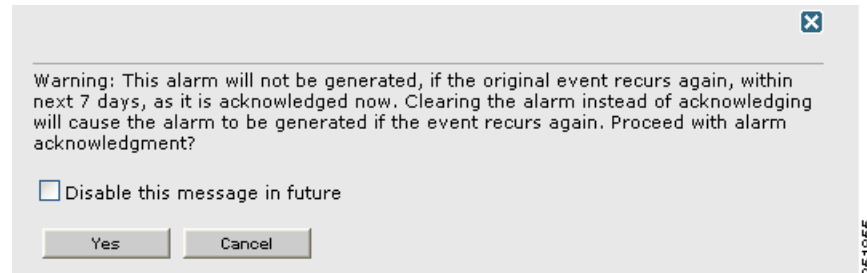 Warning: This alarm will not be generated, if the original event recurs again, within
next 7 days, as it is acknowledged now. Clearing the alarm instead of acknowledging
will cause the alarm to be generated if the event recurs again. Proceed with alarm
acknowledgment?
Disable this message in future
Yes
Cancel